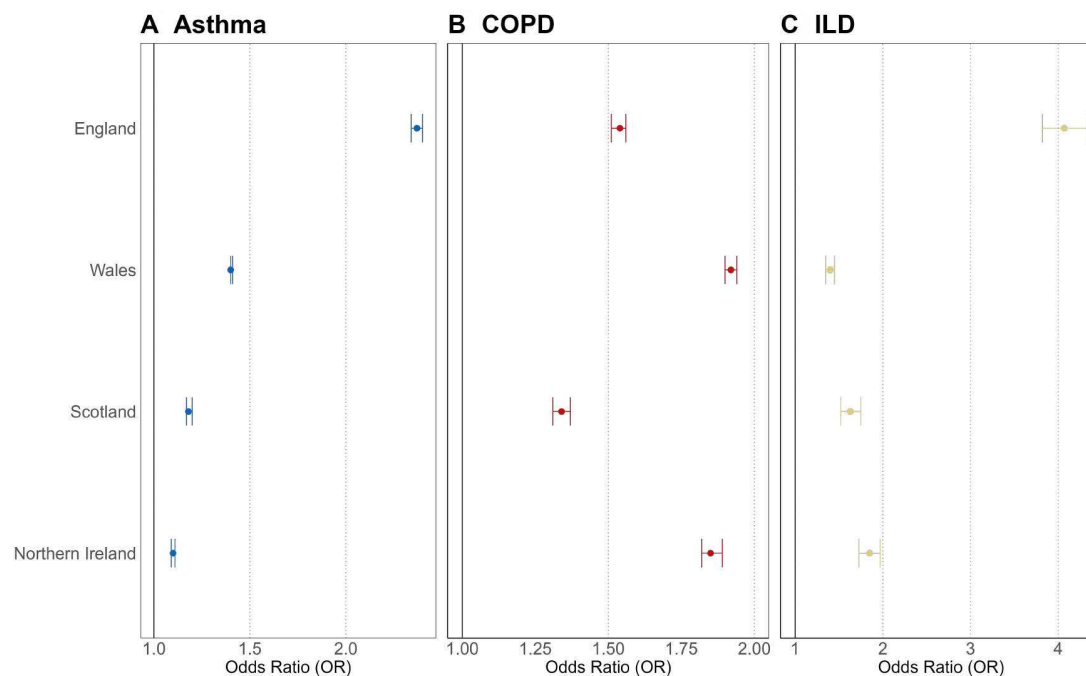 A Asthma
B COPD
C ILD
England
Wales
Scotland
Northern Ireland
1.0 1.5 2.0
1.00 1.25 1.50 1.75 2.00
1 2 3 4
Odds Ratio (OR)
Odds Ratio (OR)
Odds Ratio (OR)